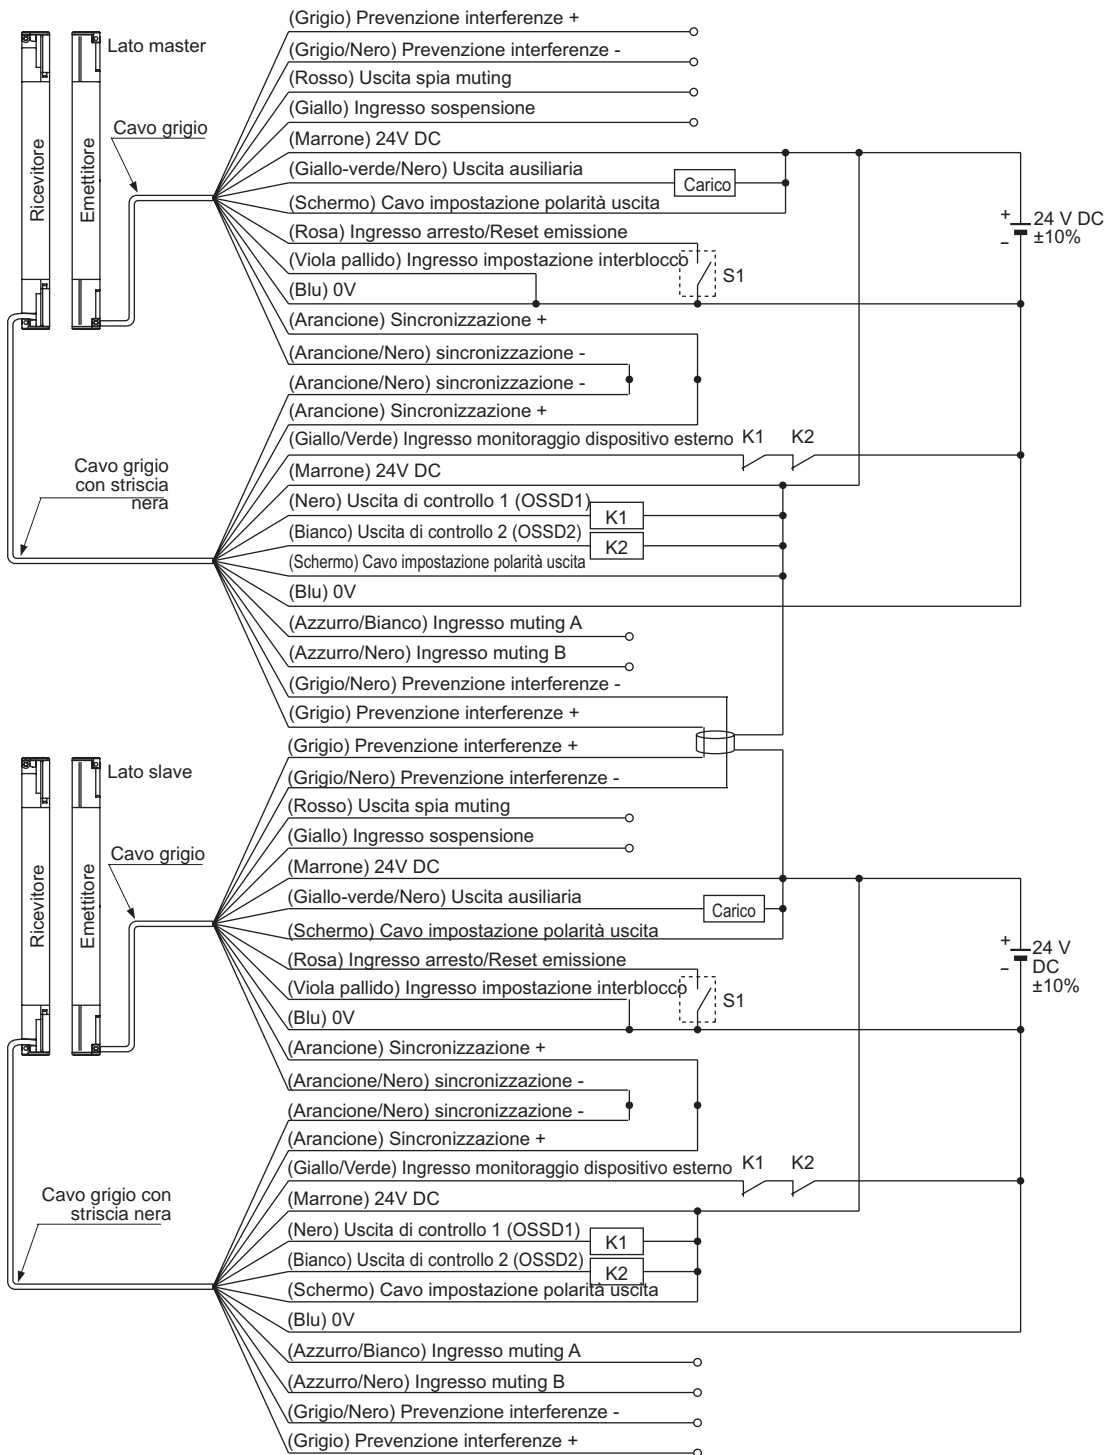 (Grigio) Prevenzione interferenze +
Lato master
(Grigio/Nero) Prevenzione interferenze -
(Rosso) Uscita spia muting
(Giallo) Ingresso sospensione
Cavo grigio
(Marrone) 24V DC
Ricevitore
Emettitore
(Giallo-verde/Nero) Uscita ausiliaria
Carico
(Schermo) Cavo impostazione polarità uscita
+ 24 V DC
– ±10%
(Rosa) Ingresso arresto/Reset emissione
(Viola pallido) Ingresso impostazione interblocco
S1
(Blu) 0V
(Arancione) Sincronizzazione +
(Arancione/Nero) sincronizzazione -
(Arancione/Nero) sincronizzazione -
(Arancione) Sincronizzazione +
(Giallo/Verde) Ingresso monitoraggio dispositivo esterno K1 K2
Cavo grigio
con striscia
nera
(Marrone) 24V DC
(Nero) Uscita di controllo 1 (OSSD1)
K1
(Bianco) Uscita di controllo 2 (OSSD2)
K2
(Schermo) Cavo impostazione polarità uscita
(Blu) 0V
(Azzurro/Bianco) Ingresso muting A
(Azzurro/Nero) Ingresso muting B
(Grigio/Nero) Prevenzione interferenze -
(Grigio) Prevenzione interferenze +
(Grigio) Prevenzione interferenze +
Lato slave
(Grigio/Nero) Prevenzione interferenze -
(Rosso) Uscita spia muting
(Giallo) Ingresso sospensione
Cavo grigio
(Marrone) 24V DC
Ricevitore
Emettitore
(Giallo-verde/Nero) Uscita ausiliaria
Carico
(Schermo) Cavo impostazione polarità uscita
+ 24 V
– DC
±10%
(Rosa) Ingresso arresto/Reset emissione
(Viola pallido) Ingresso impostazione interblocco
S1
(Blu) 0V
(Arancione) Sincronizzazione +
(Arancione/Nero) sincronizzazione -
(Arancione/Nero) sincronizzazione -
(Arancione) Sincronizzazione +
(Giallo/Verde) Ingresso monitoraggio dispositivo esterno K1 K2
Cavo grigio con
striscia nera
(Marrone) 24V DC
(Nero) Uscita di controllo 1 (OSSD1)
K1
(Bianco) Uscita di controllo 2 (OSSD2)
K2
(Schermo) Cavo impostazione polarità uscita
(Blu) 0V
(Azzurro/Bianco) Ingresso muting A
(Azzurro/Nero) Ingresso muting B
(Grigio/Nero) Prevenzione interferenze -
(Grigio) Prevenzione interferenze +